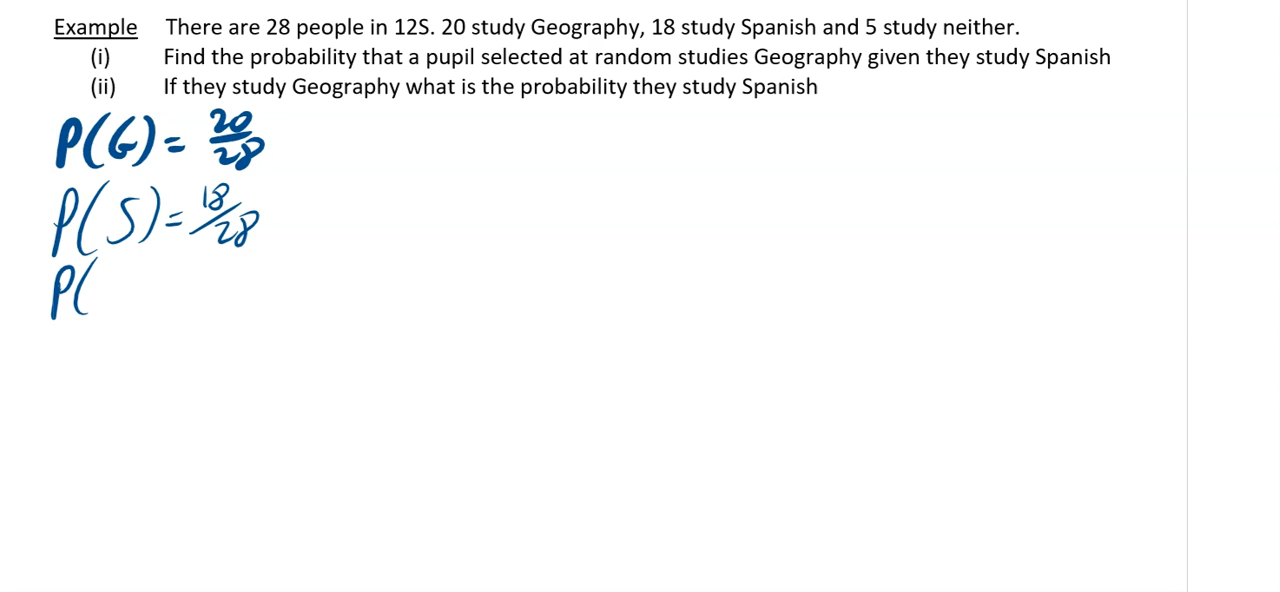 Example There are 28 people in 12S. 20 study Geography, 18 study Spanish and 5 study neither.
(i) Find the probability that a pupil selected at random studies Geography given they study Spanish
(ii) If they study Geography what is the probability they study Spanish
P(G) = 20/28
P(S) = 18/28
P(